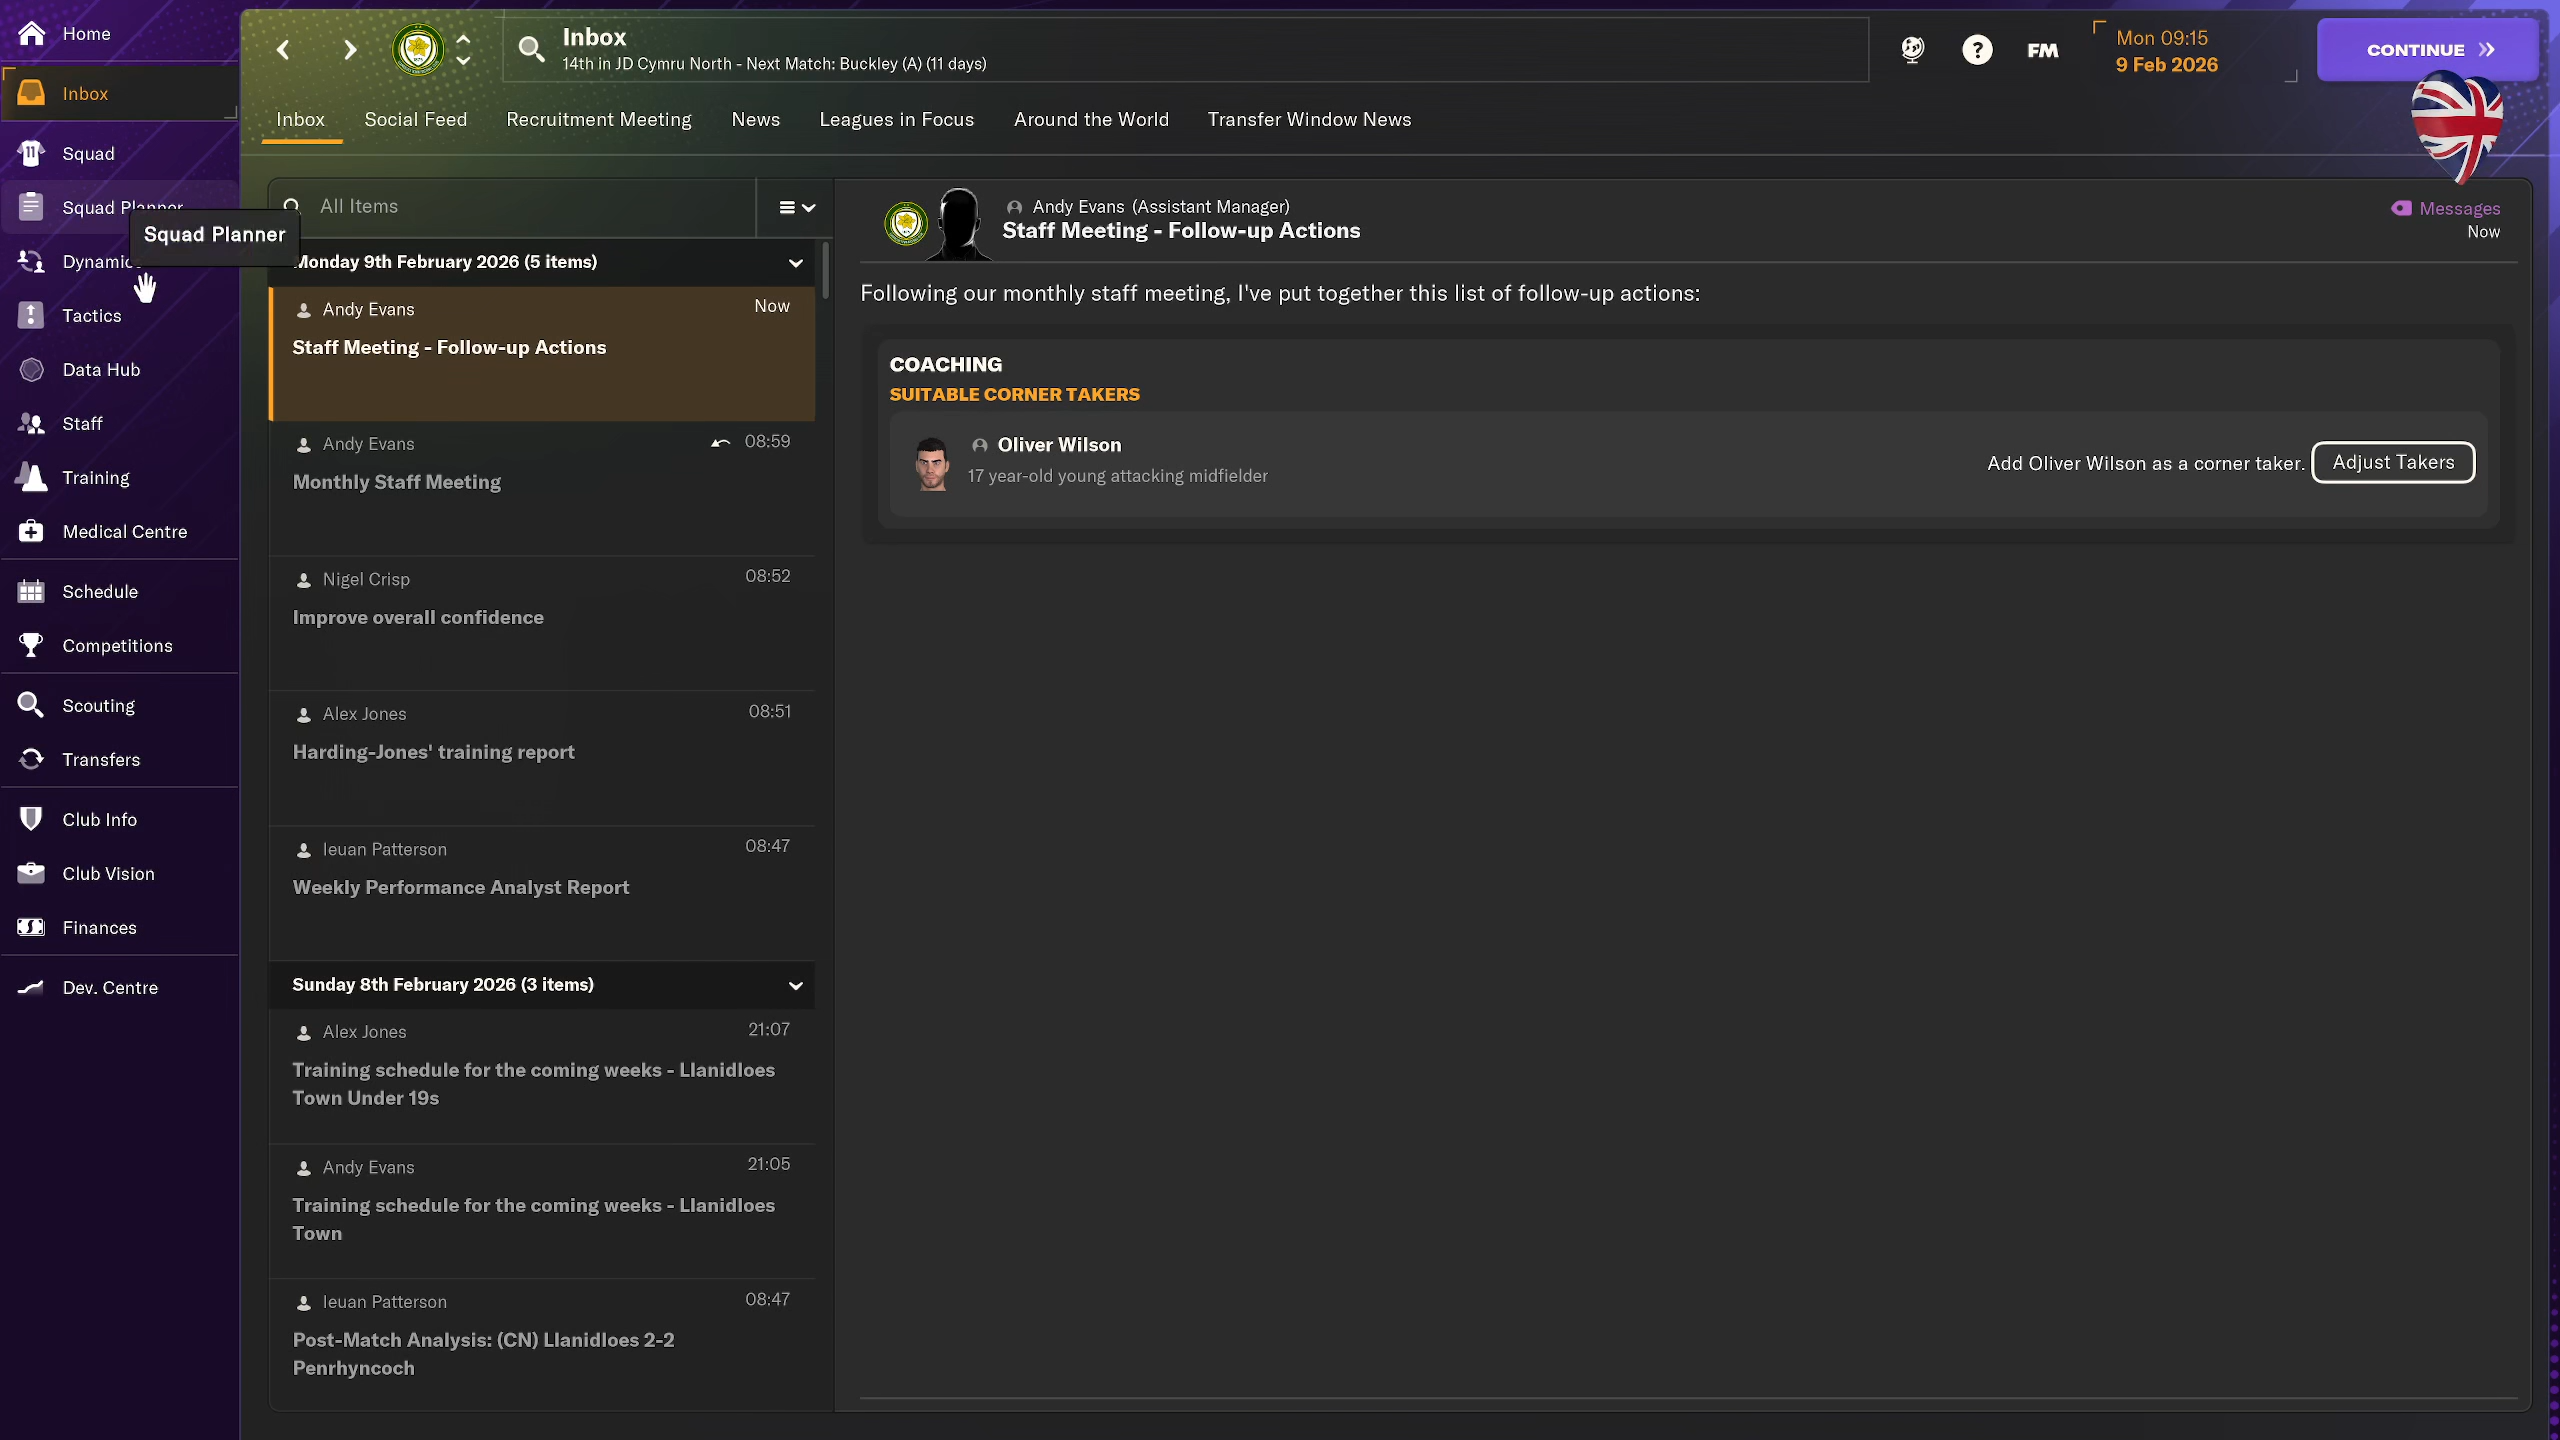 Home
Inbox
Squad
Squad Planner
Squad Planner
Dynamic
Tactics
Data Hub
Staff
Training
Medical Centre
Schedule
Competitions
Scouting
Transfers
Club Info
Club Vision
Finances
Dev. Centre
Inbox
14th in JD Cymru North - Next Match: Buckley (A) (11 days)
FM
Mon 09:15
9 Feb 2026
CONTINUE
Inbox
Social Feed
Recruitment Meeting
News
Leagues in Focus
Around the World
Transfer Window News
All Items
Monday 9th February 2026 (5 items)
Andy Evans
Now
Staff Meeting - Follow-up Actions
Andy Evans
08:59
Monthly Staff Meeting
Nigel Crisp
08:52
Improve overall confidence
Alex Jones
08:51
Harding-Jones' training report
Ieuan Patterson
08:47
Weekly Performance Analyst Report
Sunday 8th February 2026 (3 items)
Alex Jones
21:07
Training schedule for the coming weeks - Llanidloes
Town Under 19s
Andy Evans
21:05
Training schedule for the coming weeks - Llanidloes
Town
Ieuan Patterson
08:47
Post-Match Analysis: (CN) Llanidloes 2-2
Penrhyncoch
Andy Evans (Assistant Manager)
Staff Meeting - Follow-up Actions
Messages
Now
Following our monthly staff meeting, I've put together this list of follow-up actions:
COACHING
SUITABLE CORNER TAKERS
Oliver Wilson
17 year-old young attacking midfielder
Add Oliver Wilson as a corner taker.
Adjust Takers